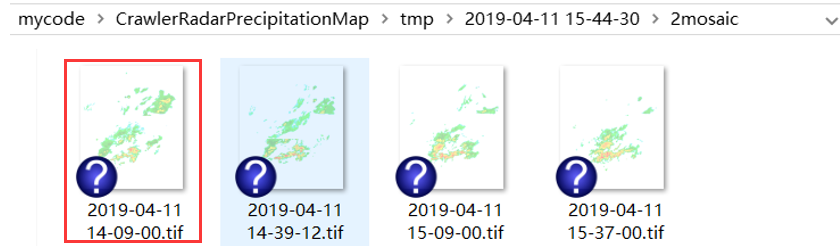 mycode > CrawlerRadarPrecipitationMap > tmp > 2019-04-11 15-44-30 > 2mosaic
2019-04-11
14-09-00.tif
2019-04-11
14-39-12.tif
2019-04-11
15-09-00.tif
2019-04-11
15-37-00.tif